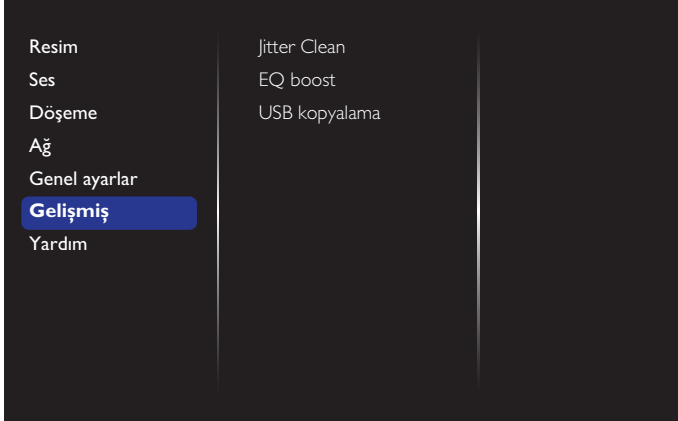 Resim
Ses
Döşeme
Ağ
Genel ayarlar
Gelişmiş
Yardım
Jitter Clean
EQ boost
USB kopyalama